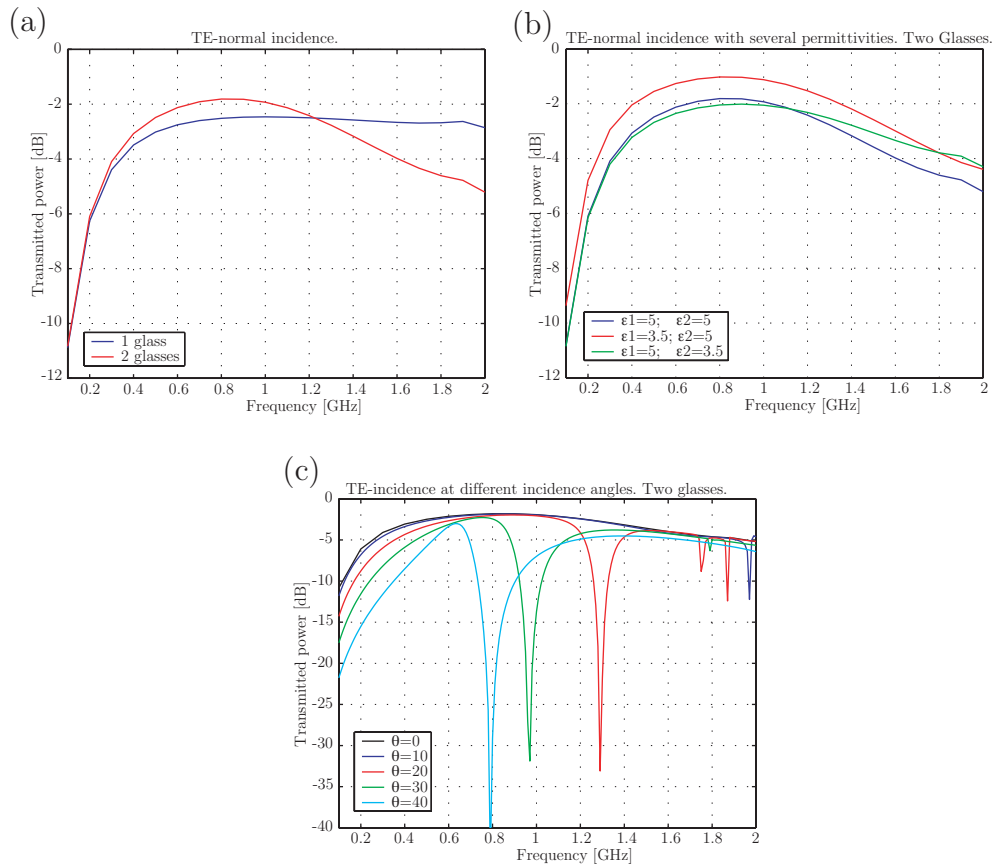 (a)
TE-normal incidence.
0
-2
-4
-6
-8
-10
-12
Transmitted power [dB]
1 glass
2 glasses
0.2 0.4 0.6 0.8 1 1.2 1.4 1.6 1.8 2
Frequency [GHz]
(b)
TE-normal incidence with several permittivities. Two Glasses.
0
-2
-4
-6
-8
-10
-12
Transmitted power [dB]
ε1=5; ε2=5
ε1=3.5; ε2=5
ε1=5; ε2=3.5
0.2 0.4 0.6 0.8 1 1.2 1.4 1.6 1.8 2
Frequency [GHz]
(c)
TE-incidence at different incidence angles. Two glasses.
0
-5
-10
-15
-20
-25
-30
-35
-40
Transmitted power [dB]
θ=0
θ=10
θ=20
θ=30
θ=40
0.2 0.4 0.6 0.8 1 1.2 1.4 1.6 1.8 2
Frequency [GHz]